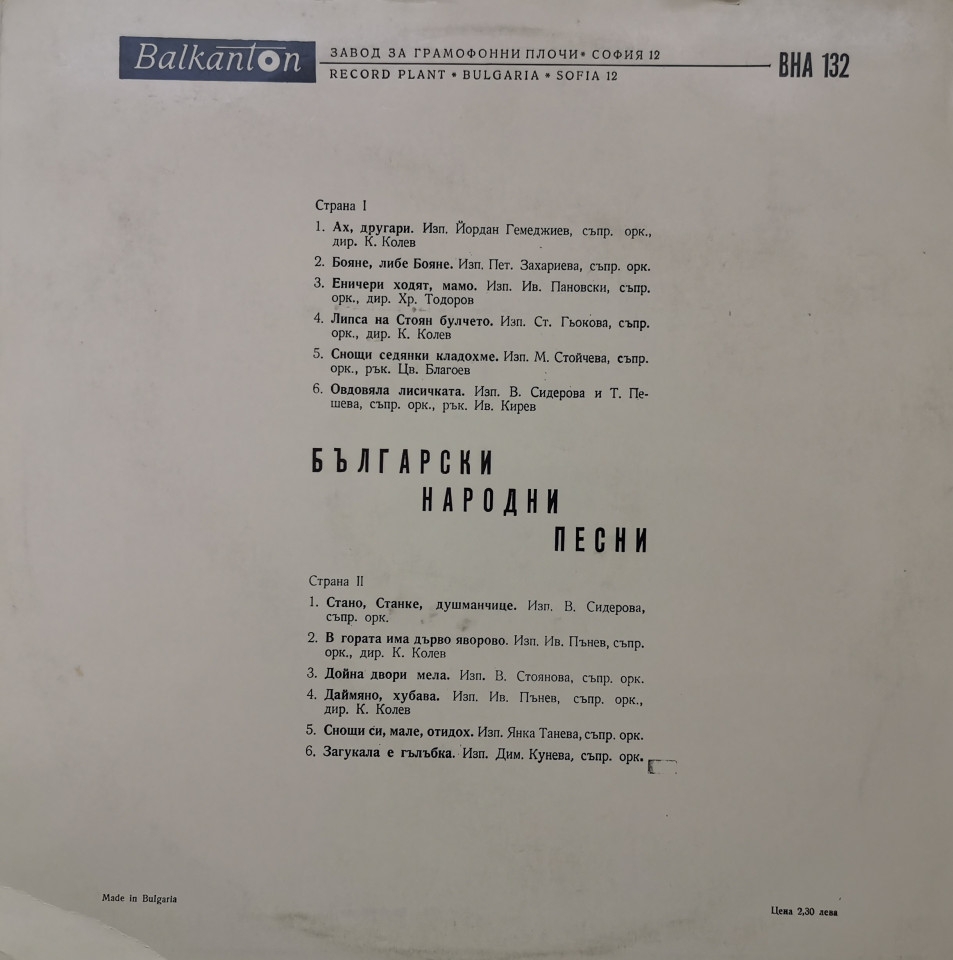 Balkanton
ЗАВОД ЗА ГРАМОФОННИ ПЛОЧИ • СОФИЯ 12
RECORD PLANT • BULGARIA • SOFIA 12
ВНА 132
Страна I
1. Ах, другари. Изп. Йордан Гемеджиев, съпр. орк.,
дир. К. Колев
2. Бояне, либе Бояне. Изп. Пет. Захариева, съпр. орк.
3. Еничери ходят, мамо. Изп. Ив. Пановски, съпр.
орк., дир. Хр. Тодоров
4. Липса на Стоян булчето. Изп. Ст. Гьокова, съпр.
орк., дир. К. Колев
5. Снощи седянки кладохме. Изп. М. Стойчева, съпр.
орк., рък. Цв. Благоев
6. Овдовяла лисичката. Изп. В. Сидерова и Т. Пе-
шева, съпр. орк., рък. Ив. Кирев
БЪЛГАРСКИ
НАРОДНИ
ПЕСНИ
Страна II
1. Стано, Станке, душманчице. Изп. В. Сидерова,
съпр. орк.
2. В гората има дърво яворово. Изп. Ив. Пънев, съпр.
орк., дир. К. Колев
3. Дойна двори мела. Изп. В. Стоянова, съпр. орк.
4. Даймяно, хубава. Изп. Ив. Пънев, съпр. орк.,
дир. К. Колев
5. Снощи си, мале, отидох. Изп. Янка Танева, съпр. орк.
6. Загукала е гълъбка. Изп. Дим. Кунева, съпр. орк.
Made in Bulgaria
Цена 2,30 лева